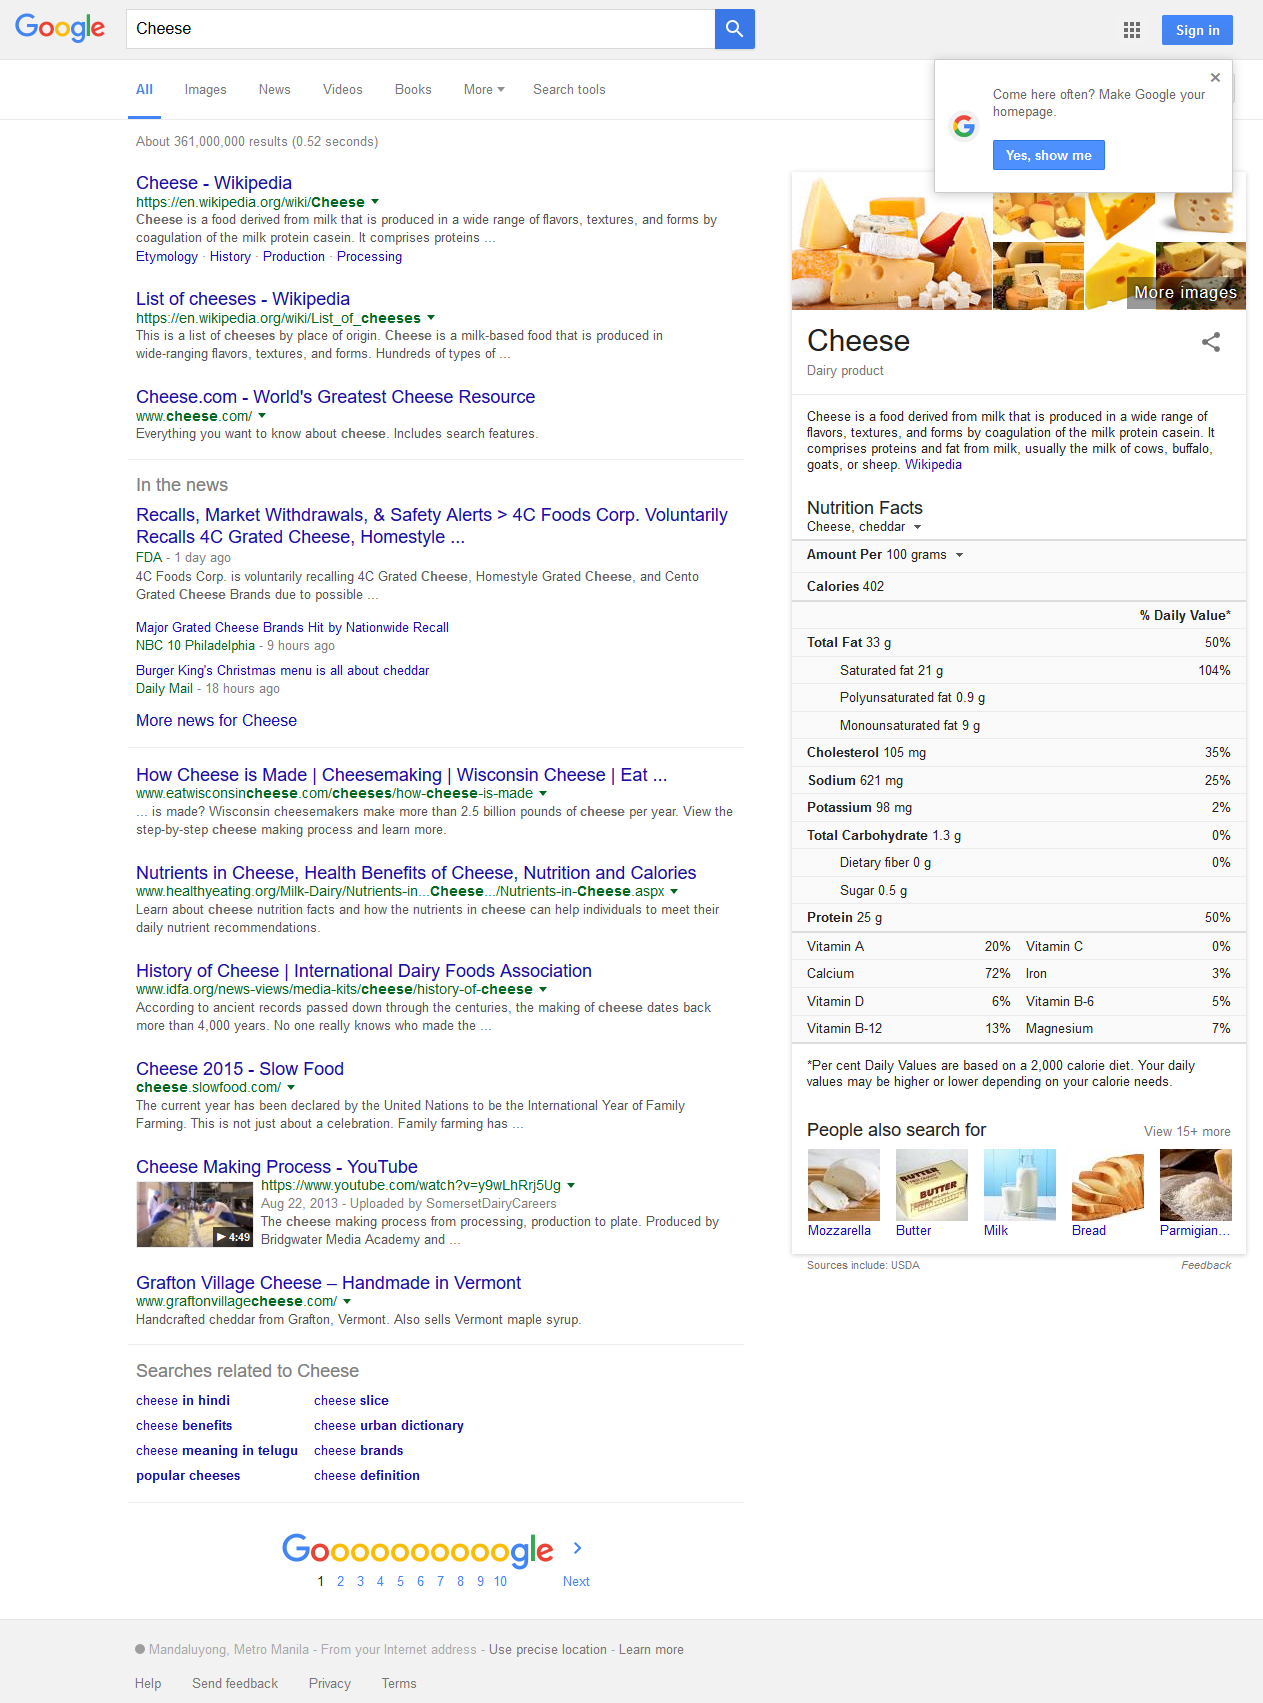 Google
Cheese
Sign in
All Images News Videos Books More Search tools
Come here often? Make Google your
homepage.
Yes, show me
About 361,000,000 results (0.52 seconds)
Cheese - Wikipedia
https://en.wikipedia.org/wiki/Cheese
Cheese is a food derived from milk that is produced in a wide range of flavors, textures, and forms by
coagulation of the milk protein casein. It comprises proteins ...
Etymology · History · Production · Processing
List of cheeses - Wikipedia
https://en.wikipedia.org/wiki/List_of_cheeses
This is a list of cheeses by place of origin. Cheese is a milk-based food that is produced in
wide-ranging flavors, textures, and forms. Hundreds of types of ...
Cheese.com - World's Greatest Cheese Resource
www.cheese.com/
Everything you want to know about cheese. Includes search features.
In the news
Recalls, Market Withdrawals, & Safety Alerts > 4C Foods Corp. Voluntarily
Recalls 4C Grated Cheese, Homestyle ...
FDA - 1 day ago
4C Foods Corp. is voluntarily recalling 4C Grated Cheese, Homestyle Grated Cheese, and Cento
Grated Cheese Brands due to possible ...
Major Grated Cheese Brands Hit by Nationwide Recall
NBC 10 Philadelphia - 9 hours ago
Burger King's Christmas menu is all about cheddar
Daily Mail - 18 hours ago
More news for Cheese
How Cheese is Made | Cheesemaking | Wisconsin Cheese | Eat ...
www.eatwisconsincheese.com/cheeses/how-cheese-is-made
... is made? Wisconsin cheesemakers make more than 2.5 billion pounds of cheese per year. View the
step-by-step cheese making process and learn more.
Nutrients in Cheese, Health Benefits of Cheese, Nutrition and Calories
www.healthyeating.org/Milk-Dairy/Nutrients-in...Cheese.../Nutrients-in-Cheese.aspx
Learn about cheese nutrition facts and how the nutrients in cheese can help individuals to meet their
daily nutrient recommendations.
History of Cheese | International Dairy Foods Association
www.idfa.org/news-views/media-kits/cheese/history-of-cheese
According to ancient records passed down through the centuries, the making of cheese dates back
more than 4,000 years. No one really knows who made the ...
Cheese 2015 - Slow Food
cheese.slowfood.com/
The current year has been declared by the United Nations to be the International Year of Family
Farming. This is not just about a celebration. Family farming has ...
Cheese Making Process - YouTube
https://www.youtube.com/watch?v=y9wLhRrj5Ug
Aug 22, 2013 - Uploaded by SomersetDairyCareers
The cheese making process from processing, production to plate. Produced by
Bridgwater Media Academy and ...
4:49
Grafton Village Cheese – Handmade in Vermont
www.graftonvillagecheese.com/
Handcrafted cheddar from Grafton, Vermont. Also sells Vermont maple syrup.
Searches related to Cheese
cheese in hindi cheese slice
cheese benefits cheese urban dictionary
cheese meaning in telugu cheese brands
popular cheeses cheese definition
More images
Cheese
Dairy product
Cheese is a food derived from milk that is produced in a wide range of
flavors, textures, and forms by coagulation of the milk protein casein. It
comprises proteins and fat from milk, usually the milk of cows, buffalo,
goats, or sheep. Wikipedia
Nutrition Facts
Cheese, cheddar
Amount Per 100 grams
Calories 402
% Daily Value*
Total Fat 33 g 50%
Saturated fat 21 g 104%
Polyunsaturated fat 0.9 g
Monounsaturated fat 9 g
Cholesterol 105 mg 35%
Sodium 621 mg 25%
Potassium 98 mg 2%
Total Carbohydrate 1.3 g 0%
Dietary fiber 0 g 0%
Sugar 0.5 g
Protein 25 g 50%
Vitamin A 20% Vitamin C 0%
Calcium 72% Iron 3%
Vitamin D 6% Vitamin B-6 5%
Vitamin B-12 13% Magnesium 7%
*Per cent Daily Values are based on a 2,000 calorie diet. Your daily
values may be higher or lower depending on your calorie needs.
People also search for View 15+ more
BUTTER
BUTTER
Mozzarella Butter Milk Bread Parmigian...
Sources include: USDA Feedback
Goooooooooogle
1 2 3 4 5 6 7 8 9 10 Next
Mandaluyong, Metro Manila - From your Internet address - Use precise location - Learn more
Help Send feedback Privacy Terms